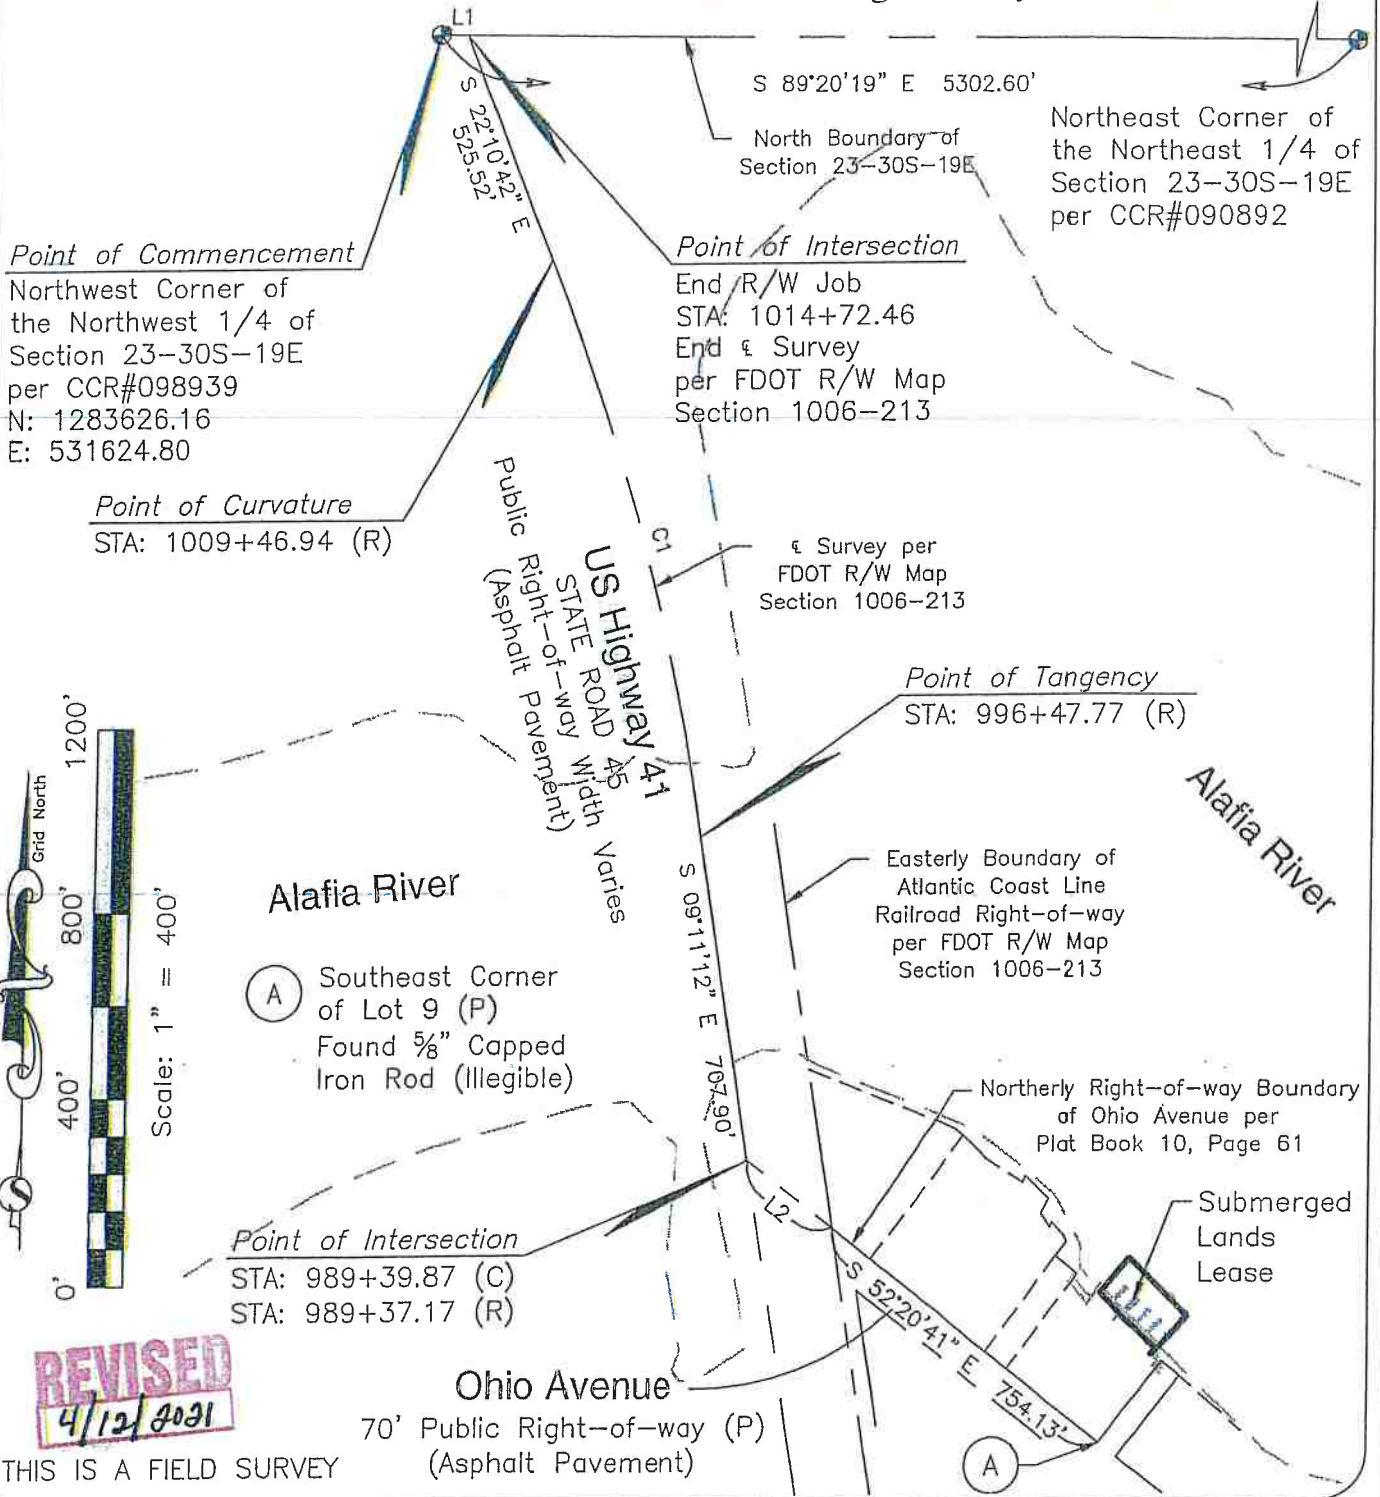 L1
S 89°20'19" E 5302.60'
S 22°10'42" E
525.52'
North Boundary of
Section 23-30S-19E
Northeast Corner of
the Northeast 1/4 of
Section 23-30S-19E
per CCR#090892
Point of Commencement
Northwest Corner of
the Northwest 1/4 of
Section 23-30S-19E
per CCR#098939
N: 1283626.16
E: 531624.80
Point of Intersection
End R/W Job
STA: 1014+72.46
End ℄ Survey
per FDOT R/W Map
Section 1006-213
Point of Curvature
STA: 1009+46.94 (R)
C1
℄ Survey per
FDOT R/W Map
Section 1006-213
US Highway 41
STATE ROAD 45
Public Right-of-way Width Varies
(Asphalt Pavement)
Point of Tangency
STA: 996+47.77 (R)
Alafia River
Easterly Boundary of
Atlantic Coast Line
Railroad Right-of-way
per FDOT R/W Map
Section 1006-213
S 09°11'12" E 707.90'
Grid North
0' 400' 800' 1200'
Scale: 1" = 400'
Alafia River
A
Southeast Corner
of Lot 9 (P)
Found ⅝" Capped
Iron Rod (Illegible)
Northerly Right-of-way Boundary
of Ohio Avenue per
Plat Book 10, Page 61
Submerged
Lands
Lease
L2
Point of Intersection
STA: 989+39.87 (C)
STA: 989+37.17 (R)
S 52°20'41" E 754.13'
Ohio Avenue
70' Public Right-of-way (P)
(Asphalt Pavement)
A
REVISED
4/12/2021
THIS IS A FIELD SURVEY